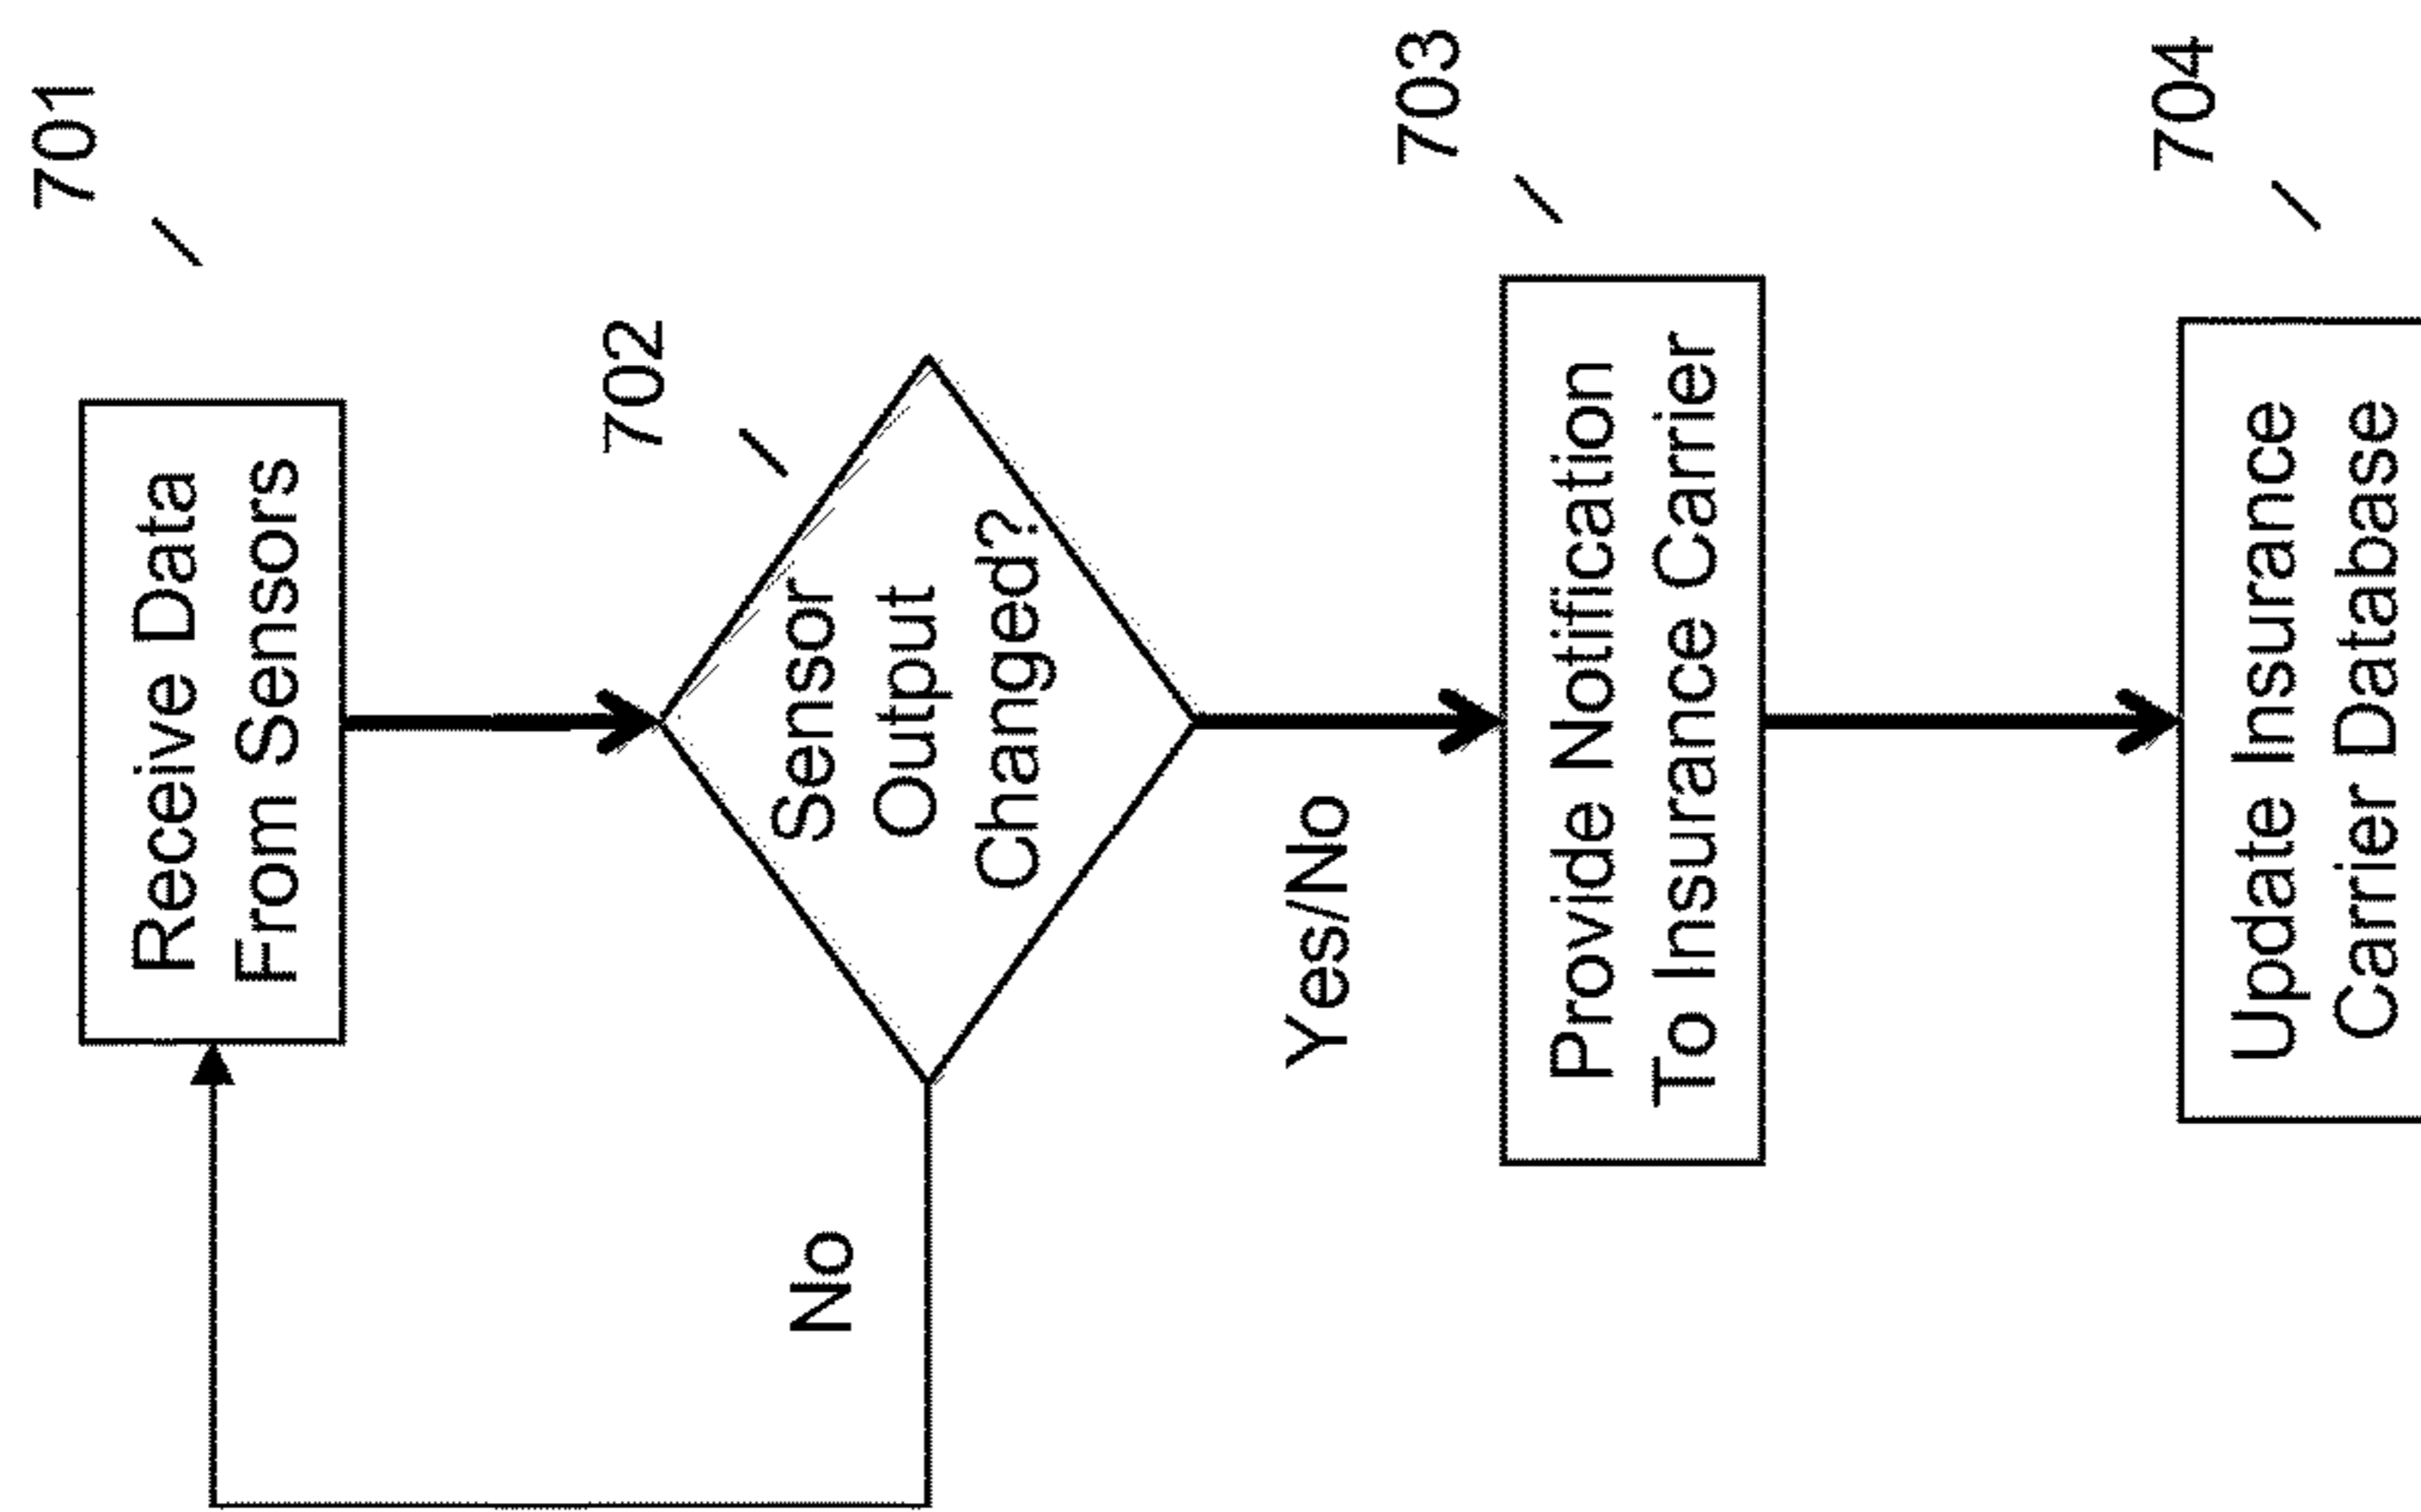 701
Receive Data
From Sensors
702
Sensor
Output
Changed?
No
Yes/No
703
Provide Notification
To Insurance Carrier
704
Update Insurance
Carrier Database